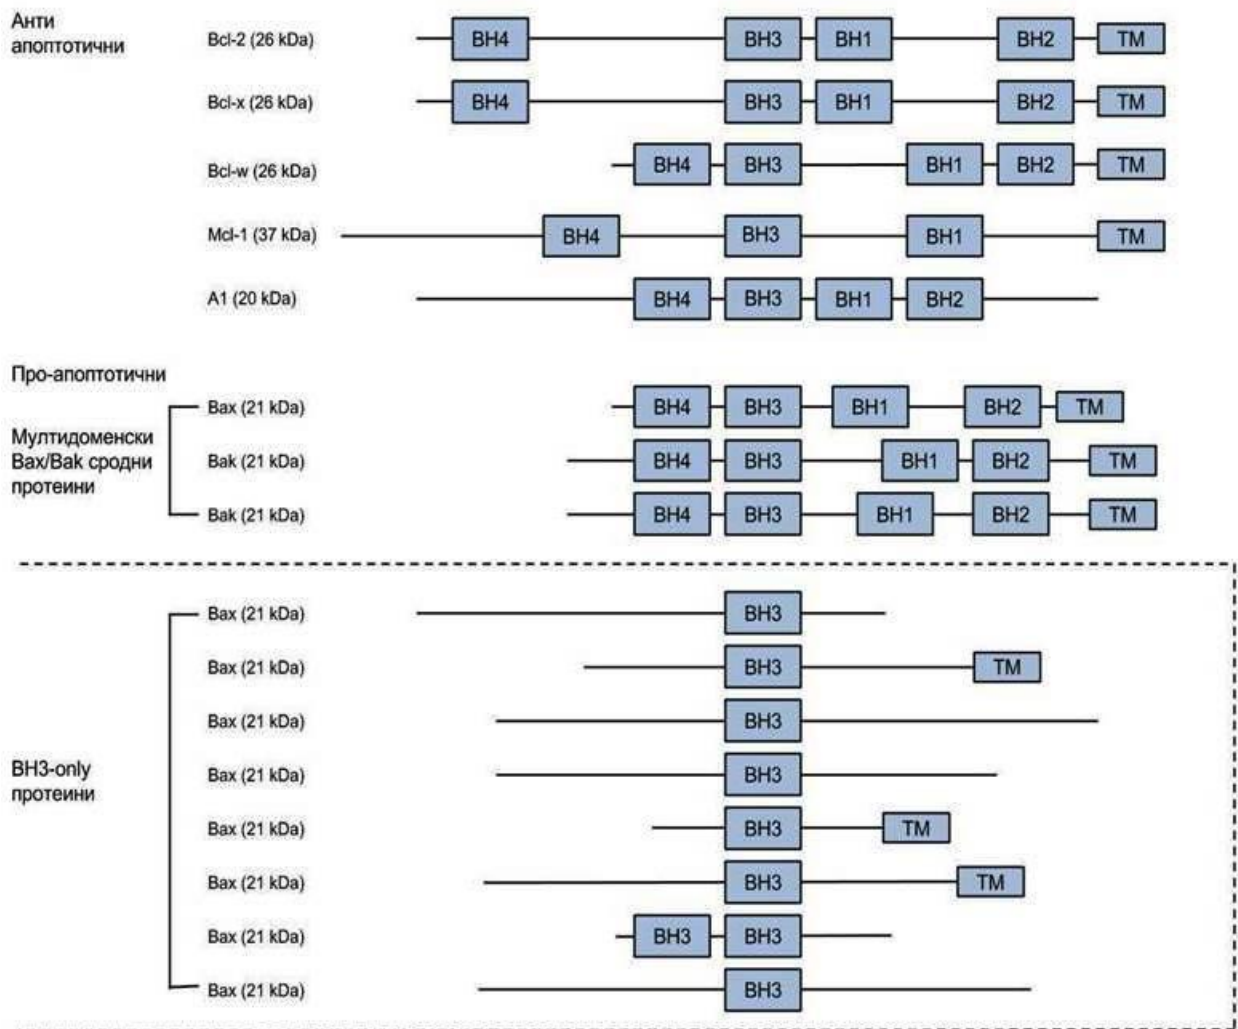 Анти
апоптотични
Bcl-2 (26 kDa) BH4 BH3 BH1 BH2 TM
Bcl-x (26 kDa) BH4 BH3 BH1 BH2 TM
Bcl-w (26 kDa) BH4 BH3 BH1 BH2 TM
Mcl-1 (37 kDa) BH4 BH3 BH1 TM
A1 (20 kDa) BH4 BH3 BH1 BH2
Про-апоптотични
Мултидоменски
Bax/Bak сродни
протеини
Bax (21 kDa) BH4 BH3 BH1 BH2 TM
Bak (21 kDa) BH4 BH3 BH1 BH2 TM
Bak (21 kDa) BH4 BH3 BH1 BH2 TM
BH3-only
протеини
Bax (21 kDa) BH3
Bax (21 kDa) BH3 TM
Bax (21 kDa) BH3
Bax (21 kDa) BH3
Bax (21 kDa) BH3 TM
Bax (21 kDa) BH3 TM
Bax (21 kDa) BH3 BH3
Bax (21 kDa) BH3